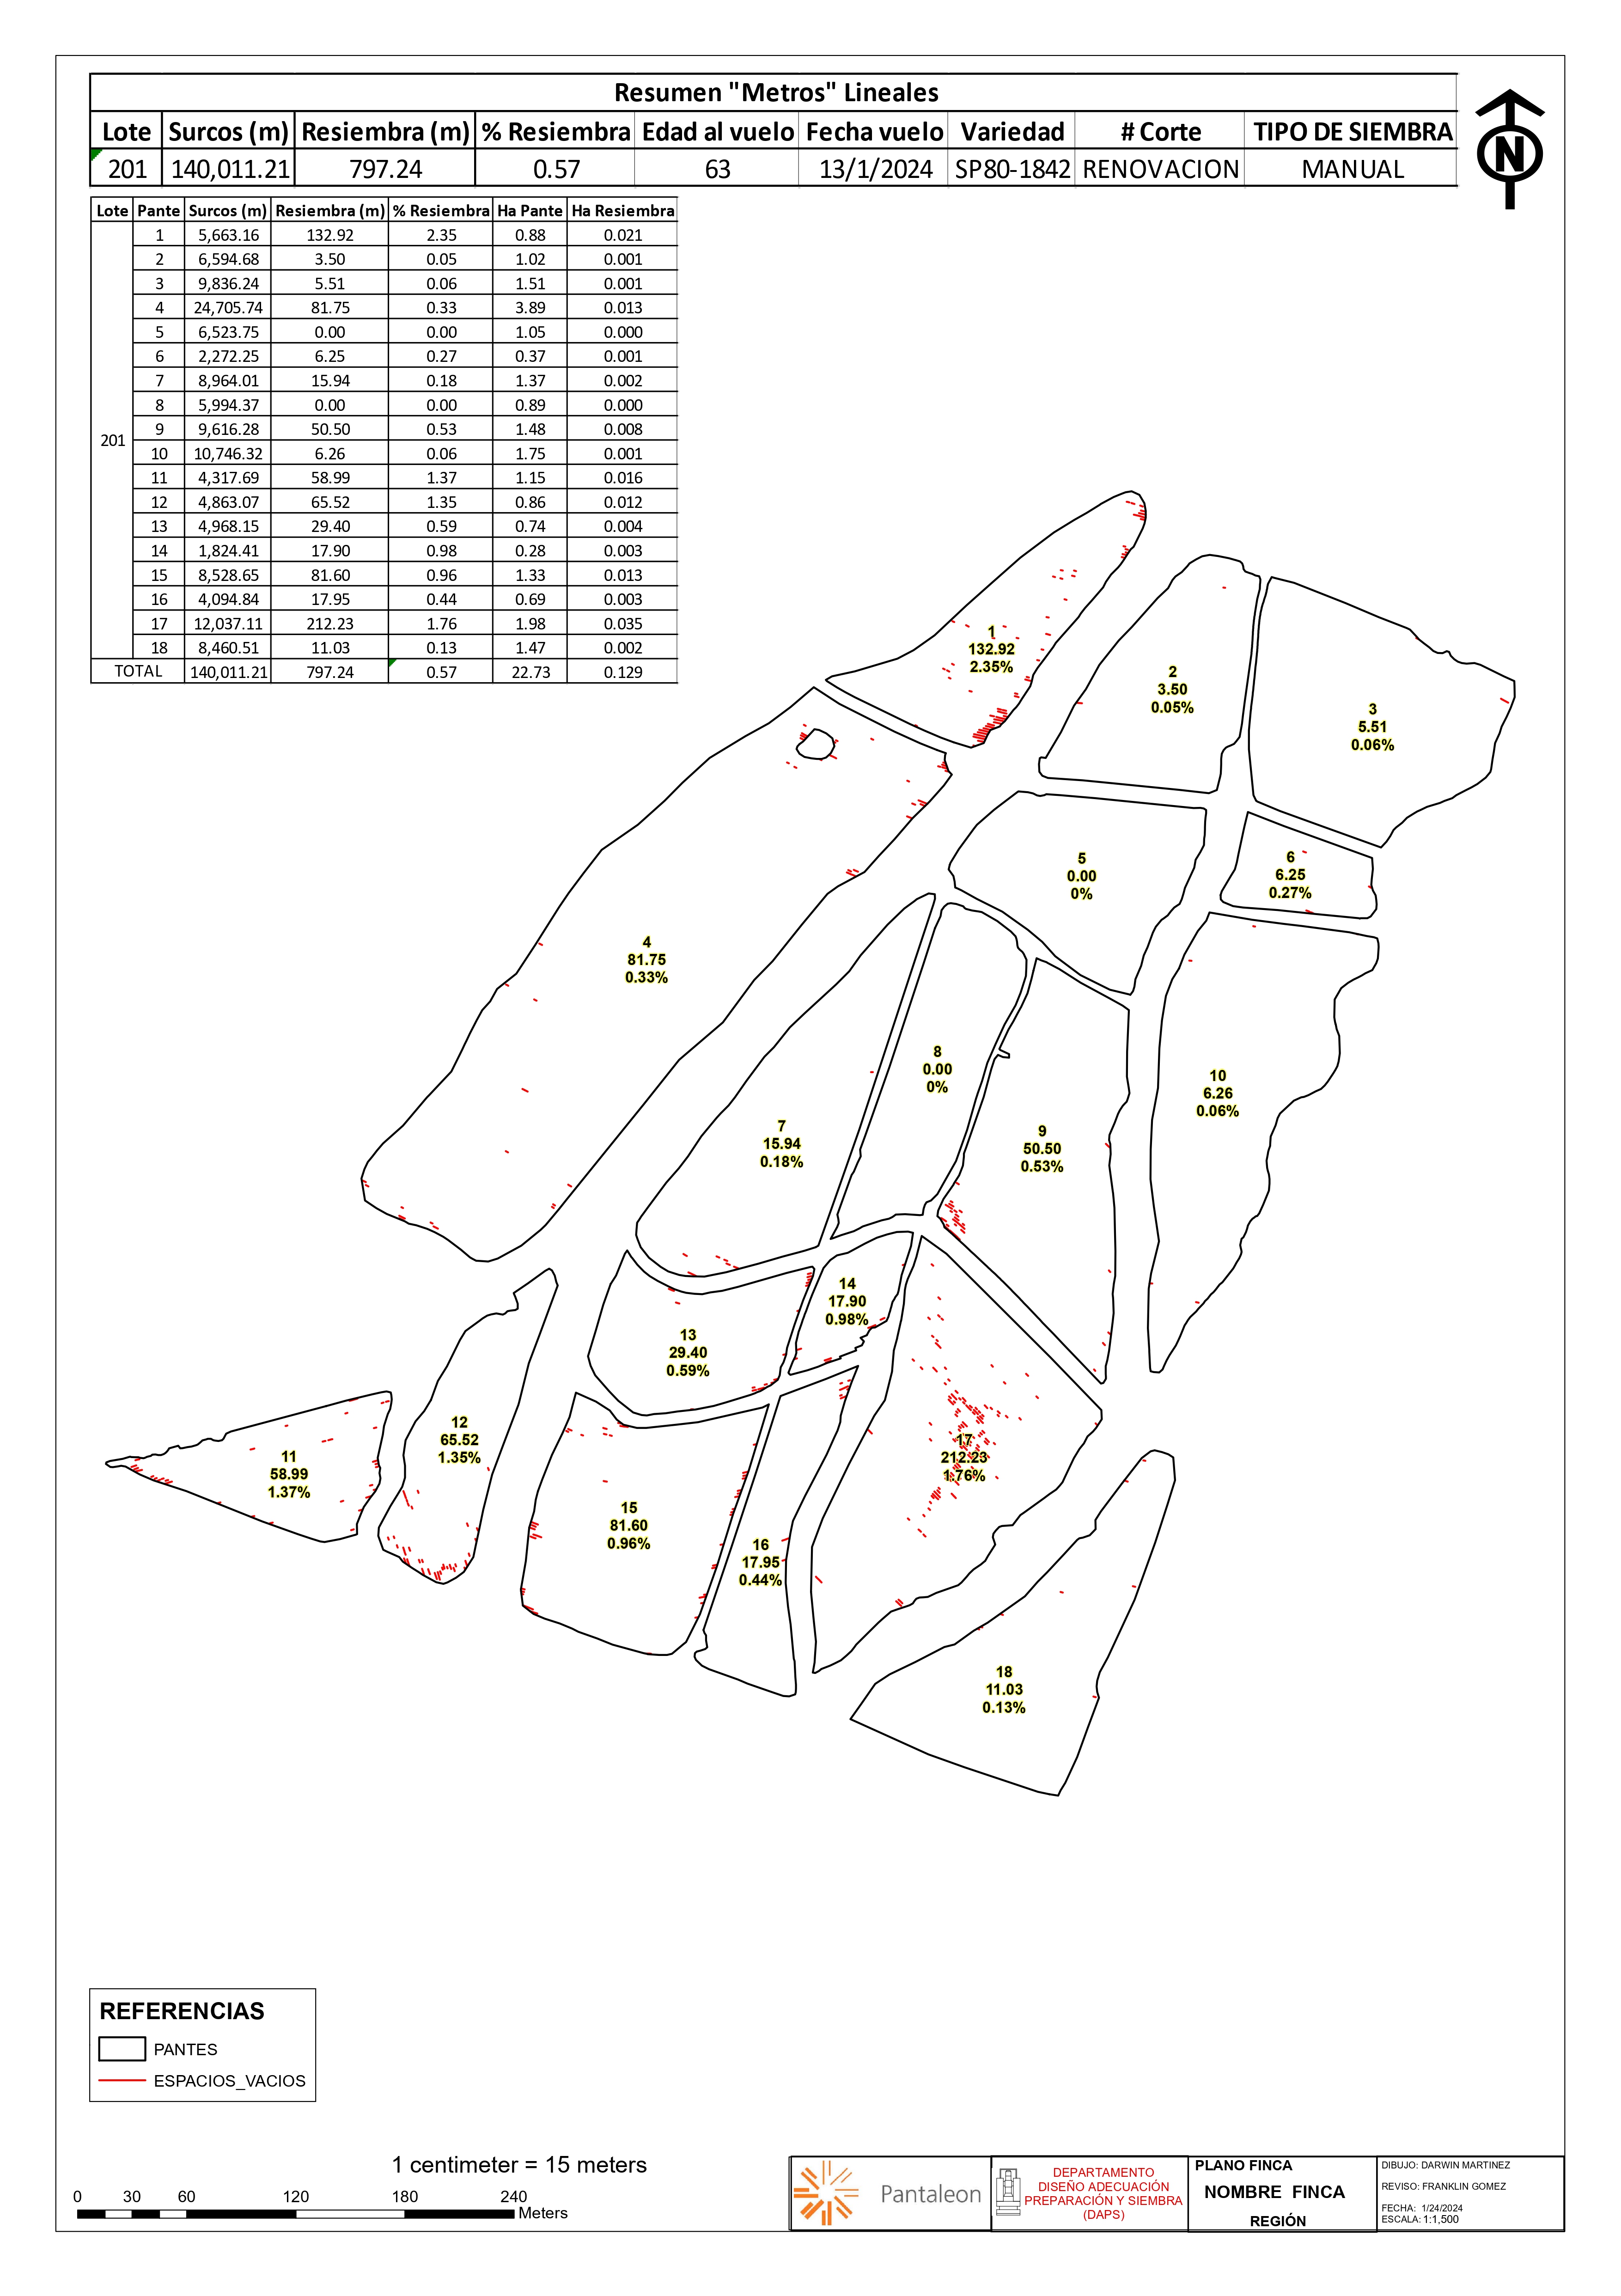 Resumen "Metros" Lineales
Lote Surcos (m) Resiembra (m) % Resiembra Edad al vuelo Fecha vuelo Variedad # Corte TIPO DE SIEMBRA
201 140,011.21 797.24 0.57 63 13/1/2024 SP80-1842 RENOVACION MANUAL
N
Lote Pante Surcos (m) Resiembra (m) % Resiembra Ha Pante Ha Resiembra
1 5,663.16 132.92 2.35 0.88 0.021
2 6,594.68 3.50 0.05 1.02 0.001
3 9,836.24 5.51 0.06 1.51 0.001
4 24,705.74 81.75 0.33 3.89 0.013
5 6,523.75 0.00 0.00 1.05 0.000
6 2,272.25 6.25 0.27 0.37 0.001
7 8,964.01 15.94 0.18 1.37 0.002
8 5,994.37 0.00 0.00 0.89 0.000
9 9,616.28 50.50 0.53 1.48 0.008
201
10 10,746.32 6.26 0.06 1.75 0.001
11 4,317.69 58.99 1.37 1.15 0.016
12 4,863.07 65.52 1.35 0.86 0.012
13 4,968.15 29.40 0.59 0.74 0.004
14 1,824.41 17.90 0.98 0.28 0.003
15 8,528.65 81.60 0.96 1.33 0.013
16 4,094.84 17.95 0.44 0.69 0.003
17 12,037.11 212.23 1.76 1.98 0.035
18 8,460.51 11.03 0.13 1.47 0.002
TOTAL 140,011.21 797.24 0.57 22.73 0.129
1
132.92
2.35%
2
3.50
0.05%
3
5.51
0.06%
5
0.00
0%
6
6.25
0.27%
4
81.75
0.33%
8
0.00
0%
10
6.26
0.06%
7
15.94
0.18%
9
50.50
0.53%
14
17.90
0.98%
13
29.40
0.59%
12
65.52
1.35%
17
212.23
1.76%
11
58.99
1.37%
15
81.60
0.96%
16
17.95
0.44%
18
11.03
0.13%
REFERENCIAS
PANTES
ESPACIOS_VACIOS
1 centimeter = 15 meters
0 30 60 120 180 240
Meters
Pantaleon
DEPARTAMENTO
DISEÑO ADECUACIÓN
PREPARACIÓN Y SIEMBRA
(DAPS)
PLANO FINCA
NOMBRE FINCA
REGIÓN
DIBUJO: DARWIN MARTINEZ
REVISO: FRANKLIN GOMEZ
FECHA: 1/24/2024
ESCALA: 1:1,500